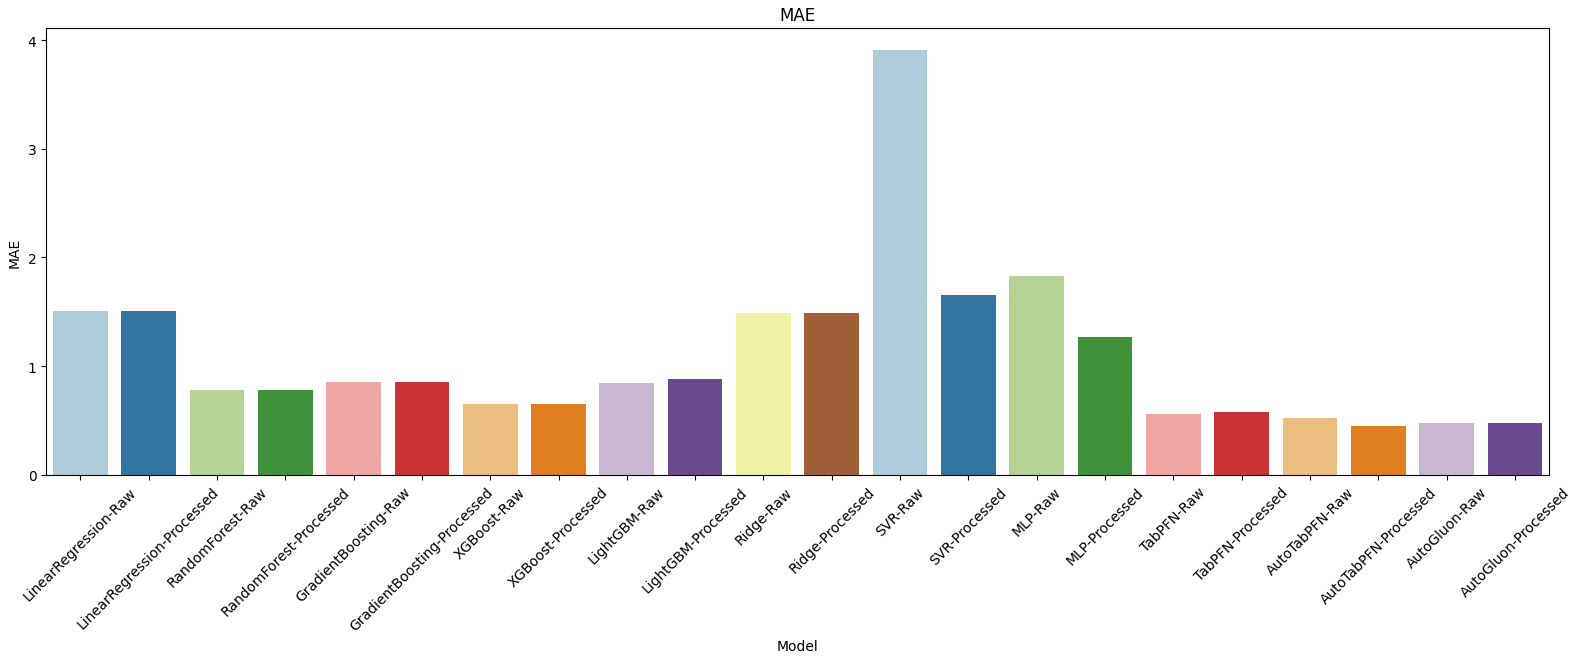 MAE
4
3
2
1
0
MAE
LinearRegression-Raw
LinearRegression-Processed
RandomForest-Raw
RandomForest-Processed
GradientBoosting-Raw
GradientBoosting-Processed
XGBoost-Raw
XGBoost-Processed
LightGBM-Raw
LightGBM-Processed
Ridge-Raw
Ridge-Processed
SVR-Raw
SVR-Processed
MLP-Raw
MLP-Processed
TabPFN-Raw
TabPFN-Processed
AutoTabPFN-Raw
AutoTabPFN-Processed
AutoGluon-Raw
AutoGluon-Processed
Model